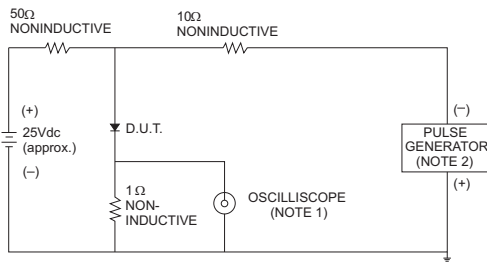 50Ω
NONINDUCTIVE
10Ω
NONINDUCTIVE
(+)
25Vdc
(approx.)
(–)
D.U.T.
1Ω
NON-
INDUCTIVE
OSCILLISCOPE
(NOTE 1)
(–)
PULSE
GENERATOR
(NOTE 2)
(+)